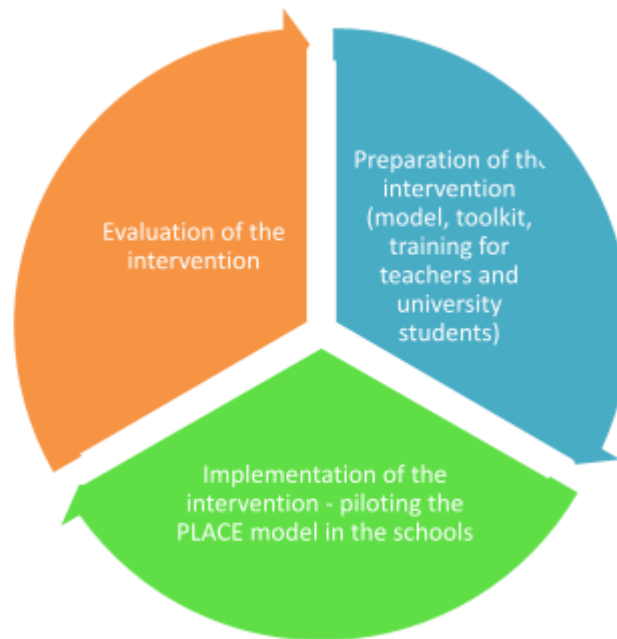 Preparation of the
intervention
(model, toolkit,
training for
teachers and
university
students)
Implementation of the
intervention - piloting the
PLACE model in the schools
Evaluation of the
intervention